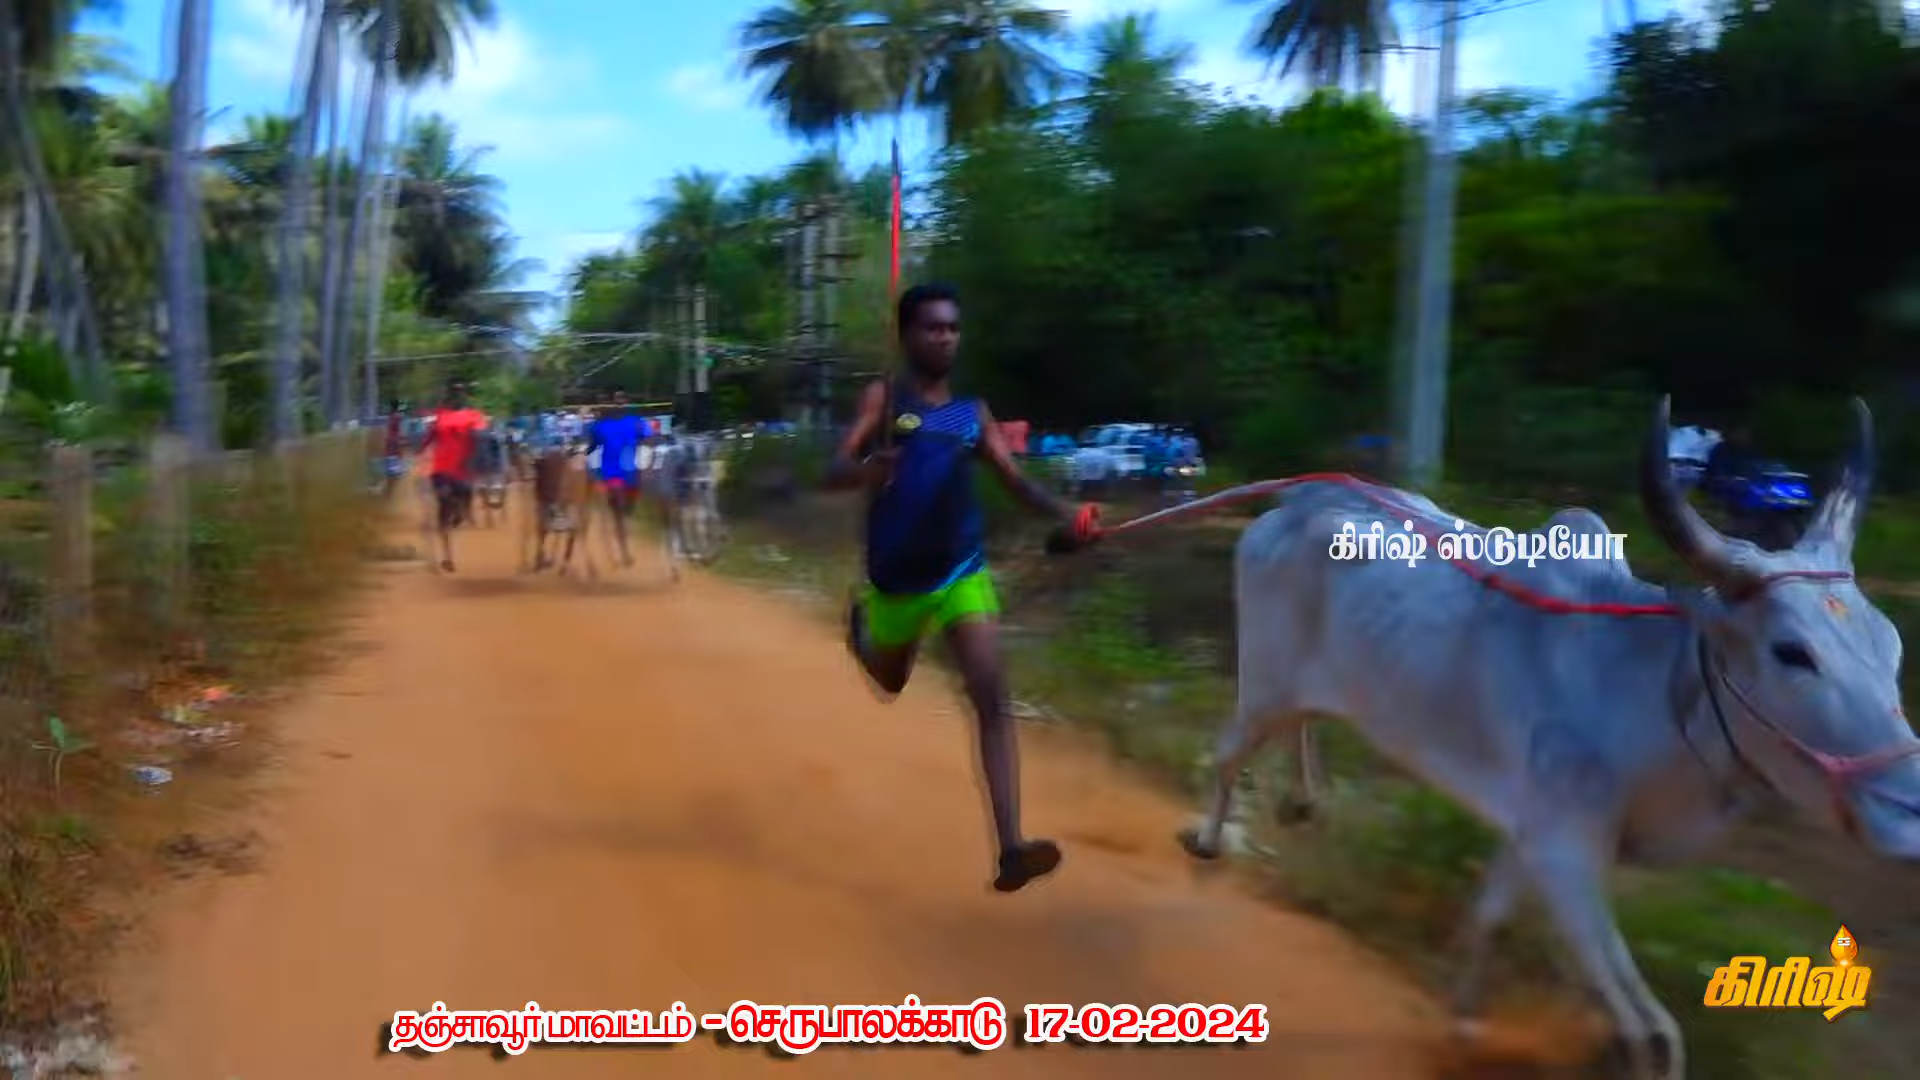 கிரிஷ் ஸ்டுடியோ
கிரிஷ்
தஞ்சாவூர் மாவட்டம் - செருபாலக்காடு 17-02-2024